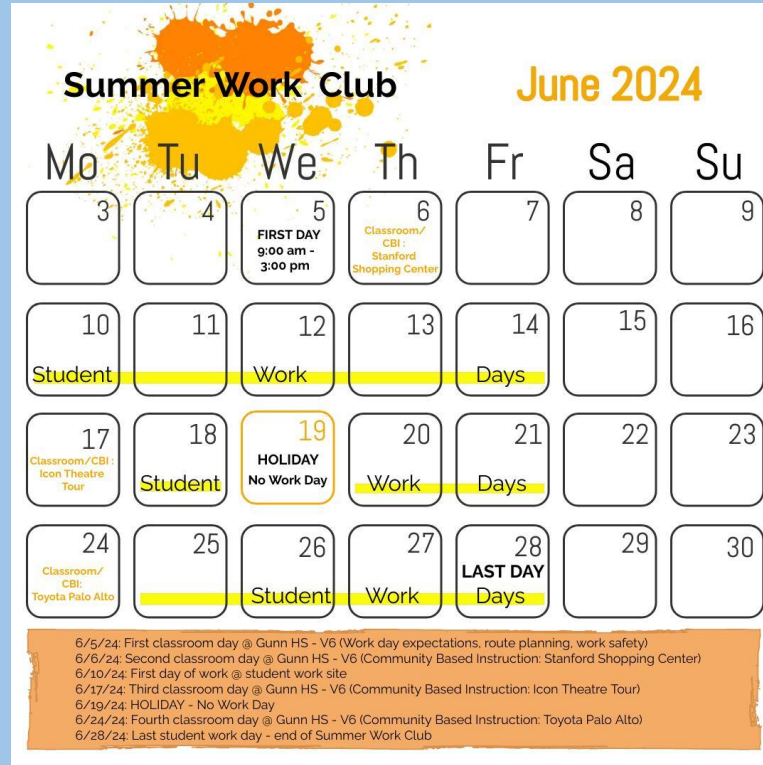 Summer Work Club
June 2024
Mo Tu We Th Fr Sa Su
3 4 5 6 7 8 9
FIRST DAY
9:00 am -
3:00 pm
Classroom/
CBI :
Stanford
Shopping Center
10 11 12 13 14 15 16
Student Work Days
17 18 19 20 21 22 23
Classroom/CBI :
Icon Theatre
Tour
HOLIDAY
No Work Day
Student Work Days
24 25 26 27 28 29 30
Classroom/
CBI:
Toyota Palo Alto
LAST DAY
Student Work Days
6/5/24: First classroom day @ Gunn HS - V6 (Work day expectations, route planning, work safety)
6/6/24: Second classroom day @ Gunn HS - V6 (Community Based Instruction: Stanford Shopping Center)
6/10/24: First day of work @ student work site
6/17/24: Third classroom day @ Gunn HS - V6 (Community Based Instruction: Icon Theatre Tour)
6/19/24: HOLIDAY - No Work Day
6/24/24: Fourth classroom day @ Gunn HS - V6 (Community Based Instruction: Toyota Palo Alto)
6/28/24: Last student work day - end of Summer Work Club